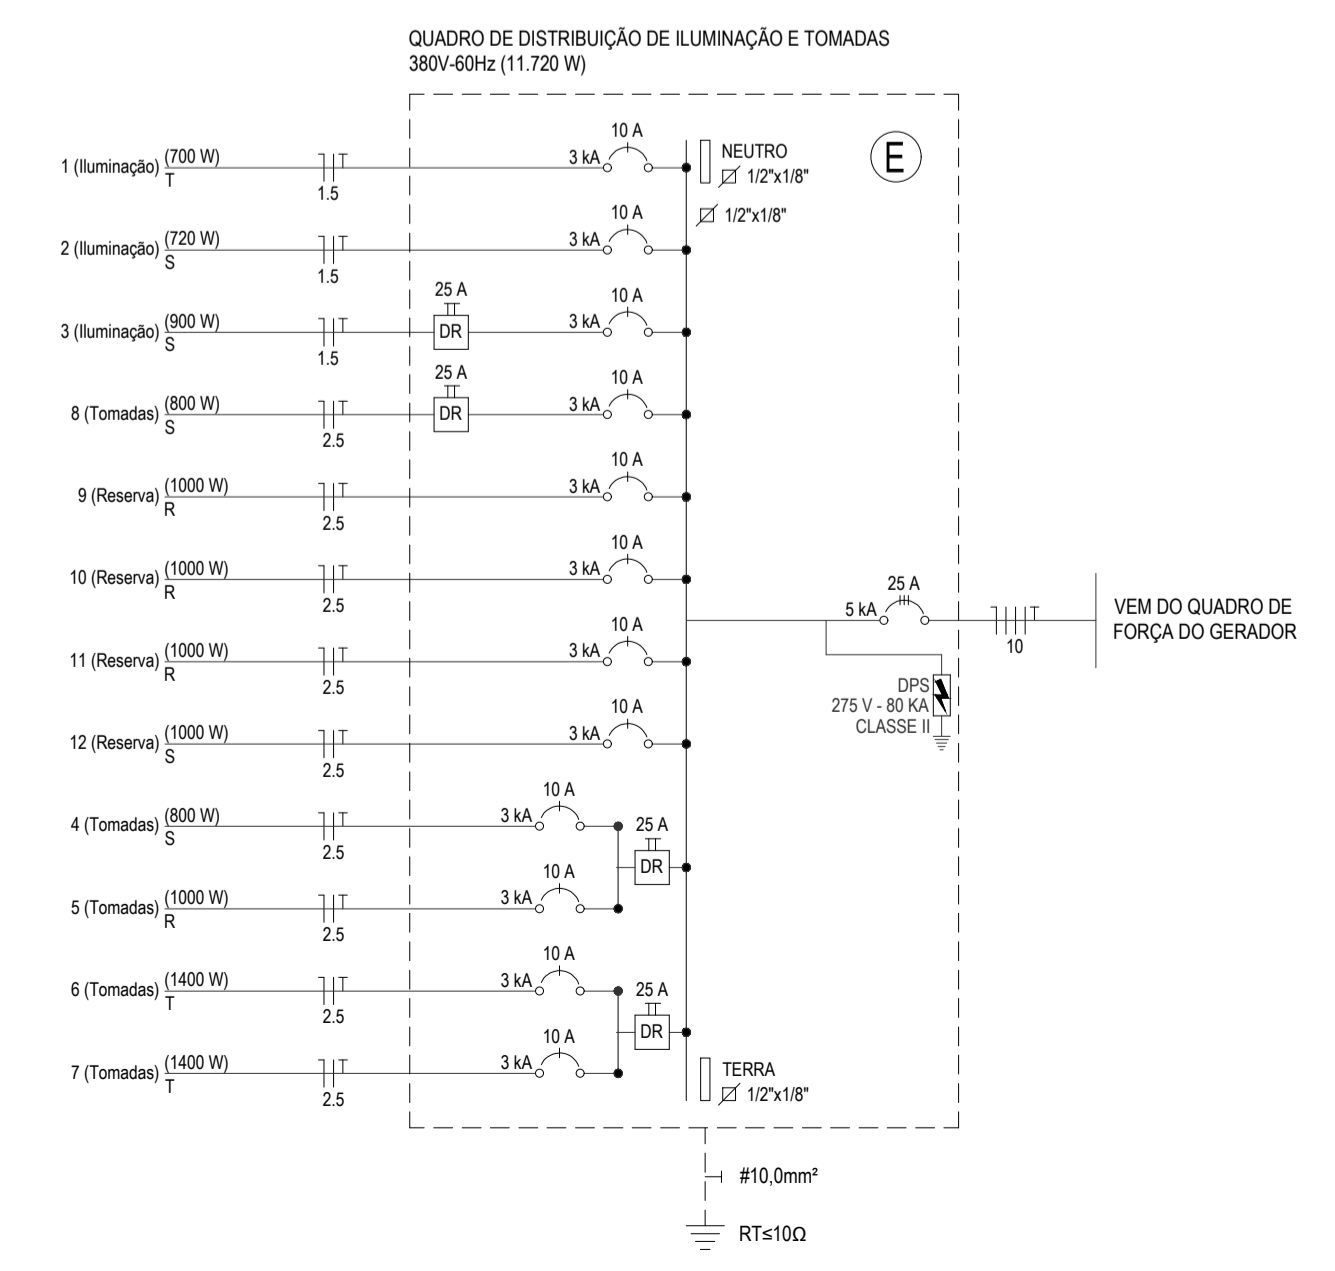 QUADRO DE DISTRIBUIÇÃO DE ILUMINAÇÃO E TOMADAS
380V-60Hz (11.720 W)
E
NEUTRO
1/2"x1/8"
1/2"x1/8"
1 (Iluminação) (700 W)
T
1.5
3 kA
10 A
2 (Iluminação) (720 W)
S
1.5
3 kA
10 A
3 (Iluminação) (900 W)
S
1.5
25 A
DR
3 kA
10 A
8 (Tomadas) (800 W)
S
2.5
25 A
DR
3 kA
10 A
9 (Reserva) (1000 W)
R
2.5
3 kA
10 A
10 (Reserva) (1000 W)
R
2.5
3 kA
10 A
11 (Reserva) (1000 W)
R
2.5
3 kA
10 A
12 (Reserva) (1000 W)
S
2.5
3 kA
10 A
4 (Tomadas) (800 W)
S
2.5
3 kA
10 A
25 A
DR
5 (Tomadas) (1000 W)
R
2.5
3 kA
10 A
6 (Tomadas) (1400 W)
T
2.5
3 kA
10 A
25 A
DR
7 (Tomadas) (1400 W)
T
2.5
3 kA
10 A
25 A
5 kA
10
VEM DO QUADRO DE
FORÇA DO GERADOR
DPS
275 V - 80 KA
CLASSE II
TERRA
1/2"x1/8"
#10,0mm²
RT≤10Ω